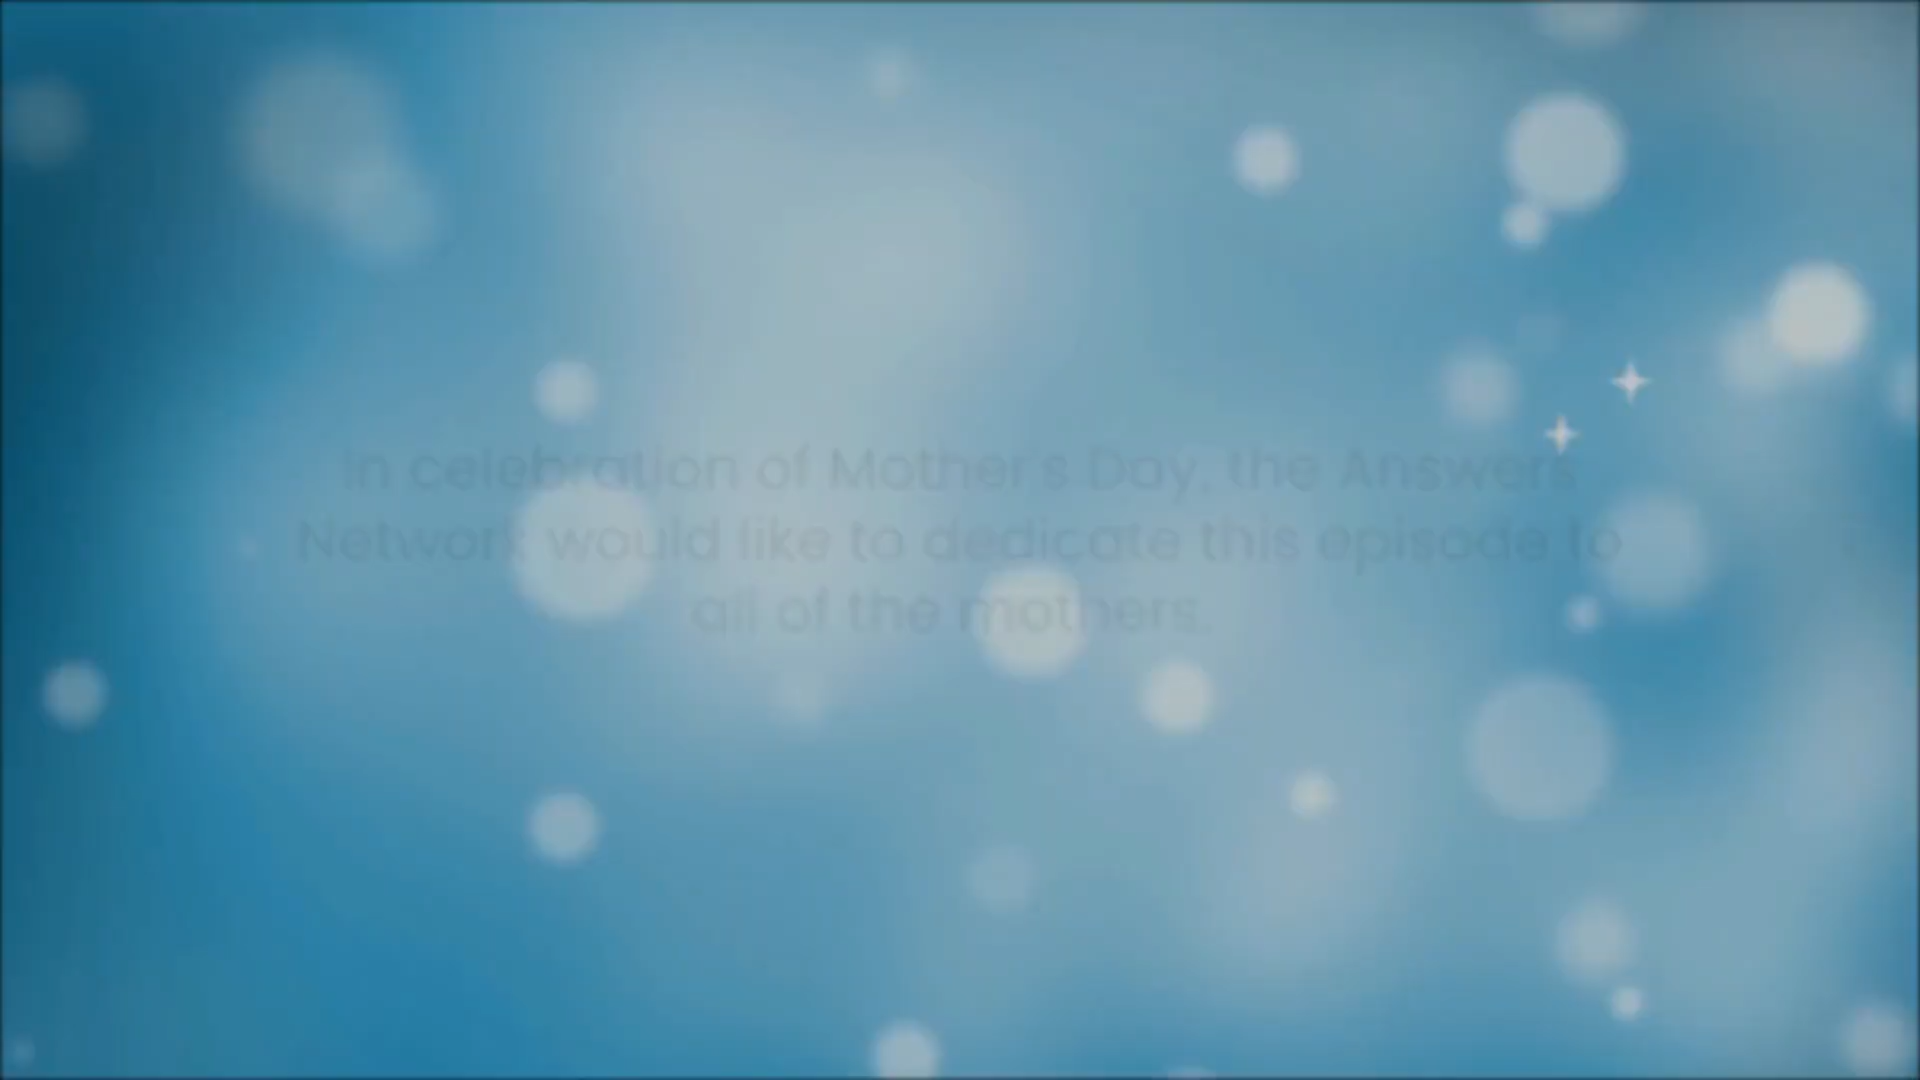 In celebration of Mother's Day, the Answers
Network would like to dedicate this episode to
all of the mothers